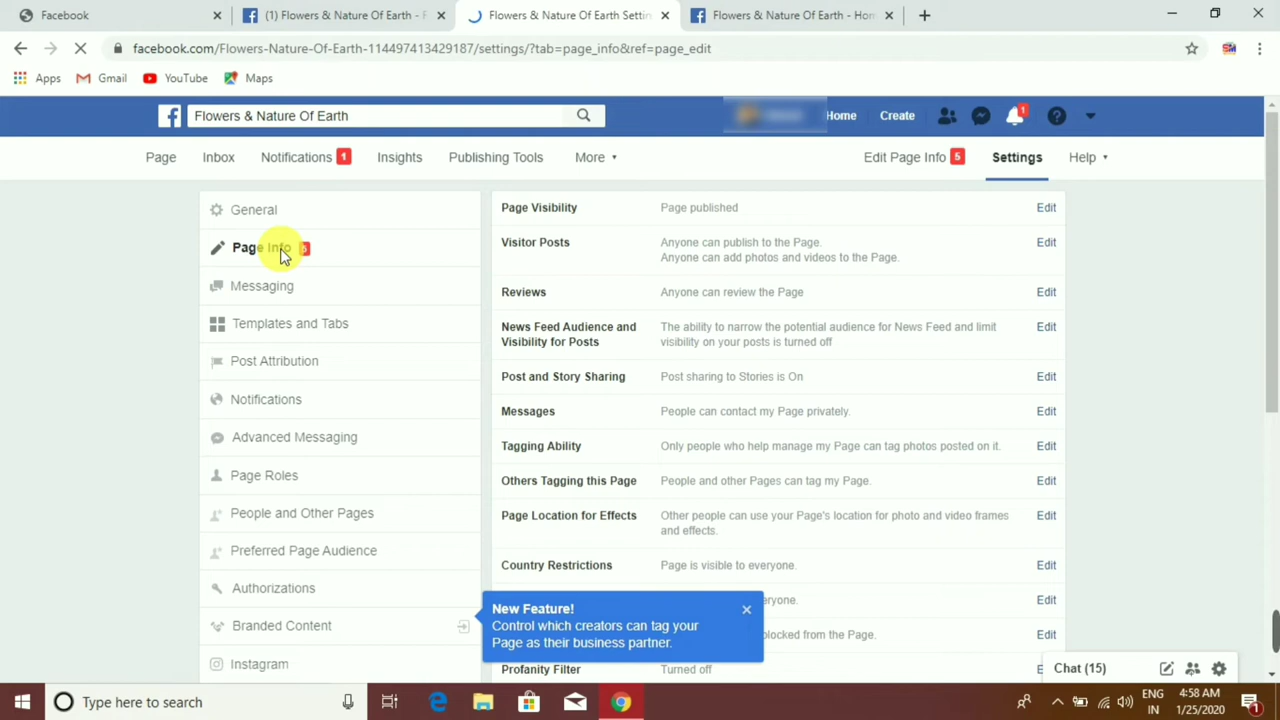 Facebook
(1) Flowers & Nature Of Earth - F
Flowers & Nature Of Earth Settin
Flowers & Nature Of Earth - Hom
facebook.com/Flowers-Nature-Of-Earth-114497413429187/settings/?tab=page_info&ref=page_edit
Apps
Gmail
YouTube
Maps
Flowers & Nature Of Earth
Home
Create
1
Page
Inbox
Notifications 1
Insights
Publishing Tools
More
Edit Page Info 5
Settings
Help
General
Page Info 5
Messaging
Templates and Tabs
Post Attribution
Notifications
Advanced Messaging
Page Roles
People and Other Pages
Preferred Page Audience
Authorizations
Branded Content
Instagram
Page Visibility Page published Edit
Visitor Posts Anyone can publish to the Page. Edit
Anyone can add photos and videos to the Page.
Reviews Anyone can review the Page Edit
News Feed Audience and The ability to narrow the potential audience for News Feed and limit Edit
Visibility for Posts visibility on your posts is turned off
Post and Story Sharing Post sharing to Stories is On Edit
Messages People can contact my Page privately. Edit
Tagging Ability Only people who help manage my Page can tag photos posted on it. Edit
Others Tagging this Page People and other Pages can tag my Page. Edit
Page Location for Effects Other people can use your Page's location for photo and video frames Edit
and effects.
Country Restrictions Page is visible to everyone. Edit
eryone. Edit
blocked from the Page. Edit
Profanity Filter Turned off E
New Feature!
Control which creators can tag your
Page as their business partner.
Chat (15)
Type here to search
ENG
IN
4:58 AM
1/25/2020
1